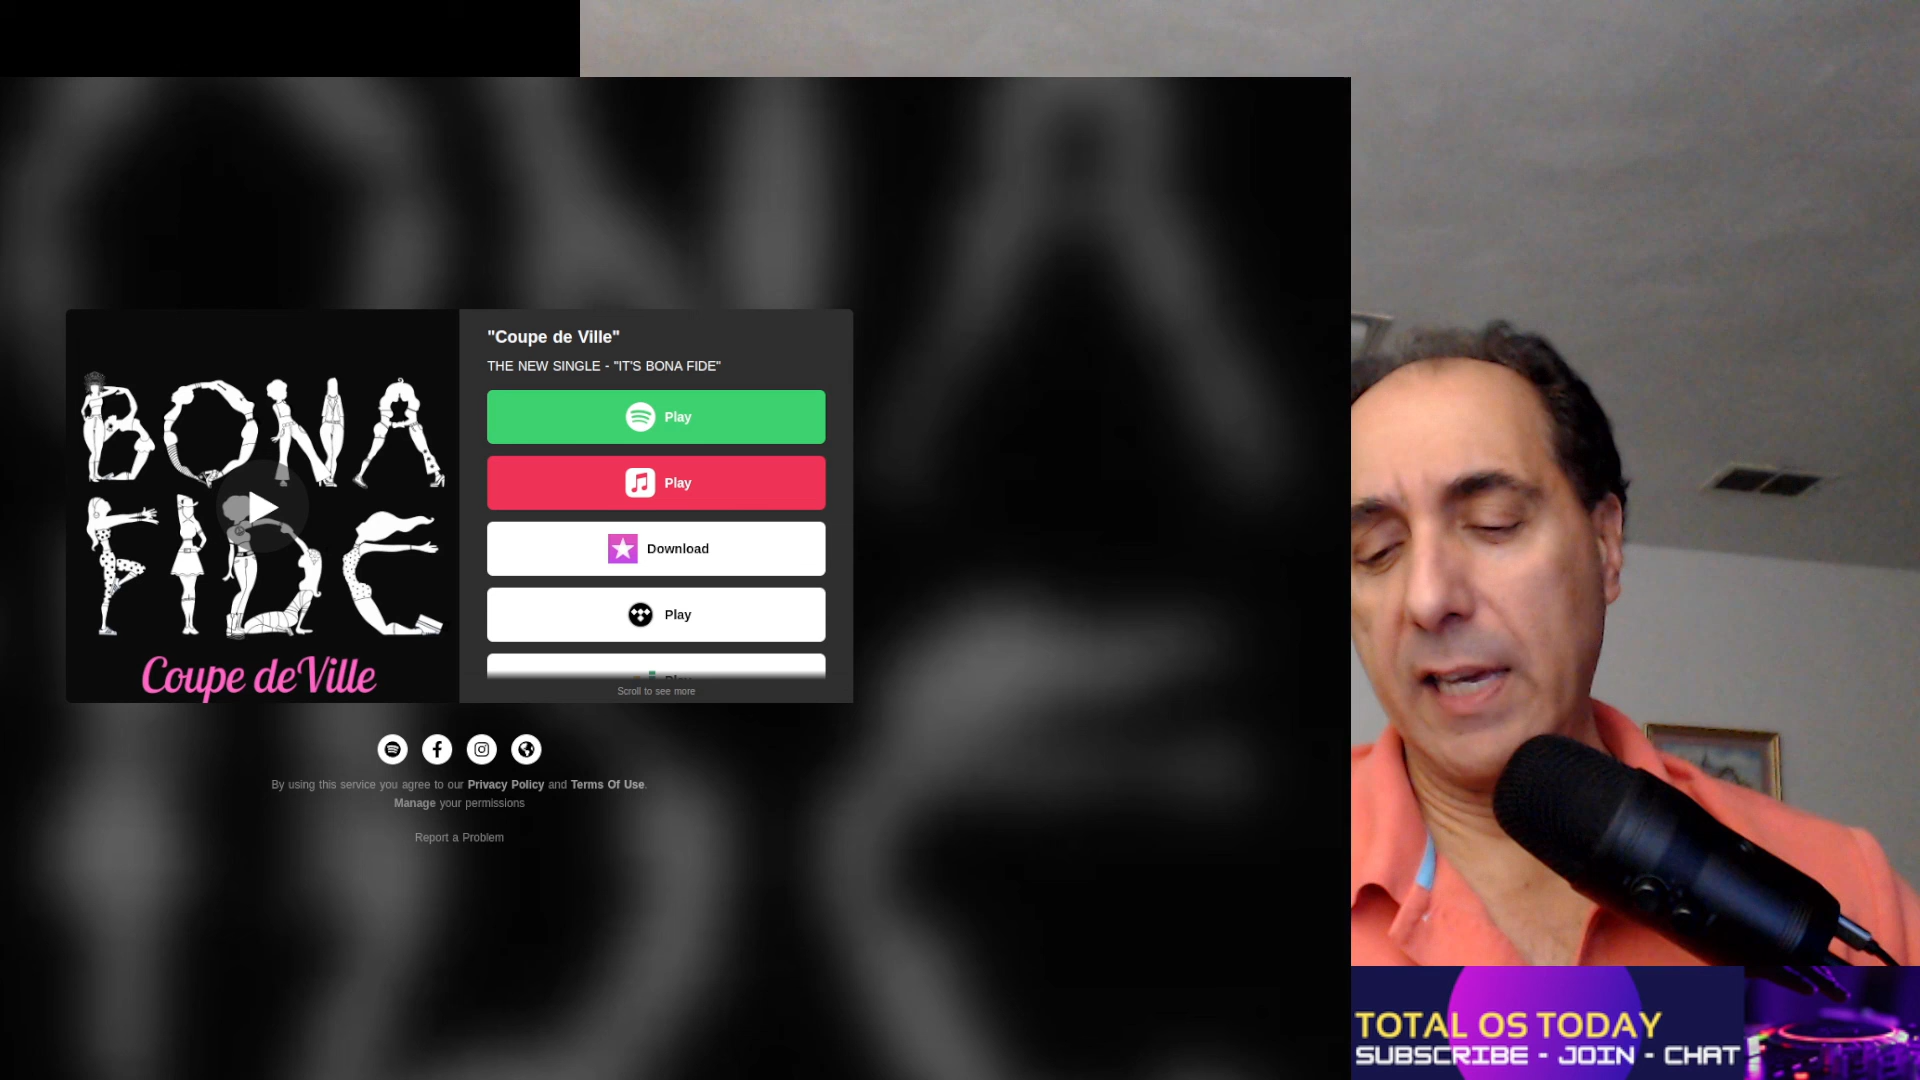 BONA
FIDE
Coupe de Ville
"Coupe de Ville"
THE NEW SINGLE - "IT'S BONA FIDE"
Play
Play
Download
Play
Play
Scroll to see more
By using this service you agree to our Privacy Policy and Terms Of Use.
Manage your permissions
Report a Problem
TOTAL OS TODAY
SUBSCRIBE - JOIN - CHAT